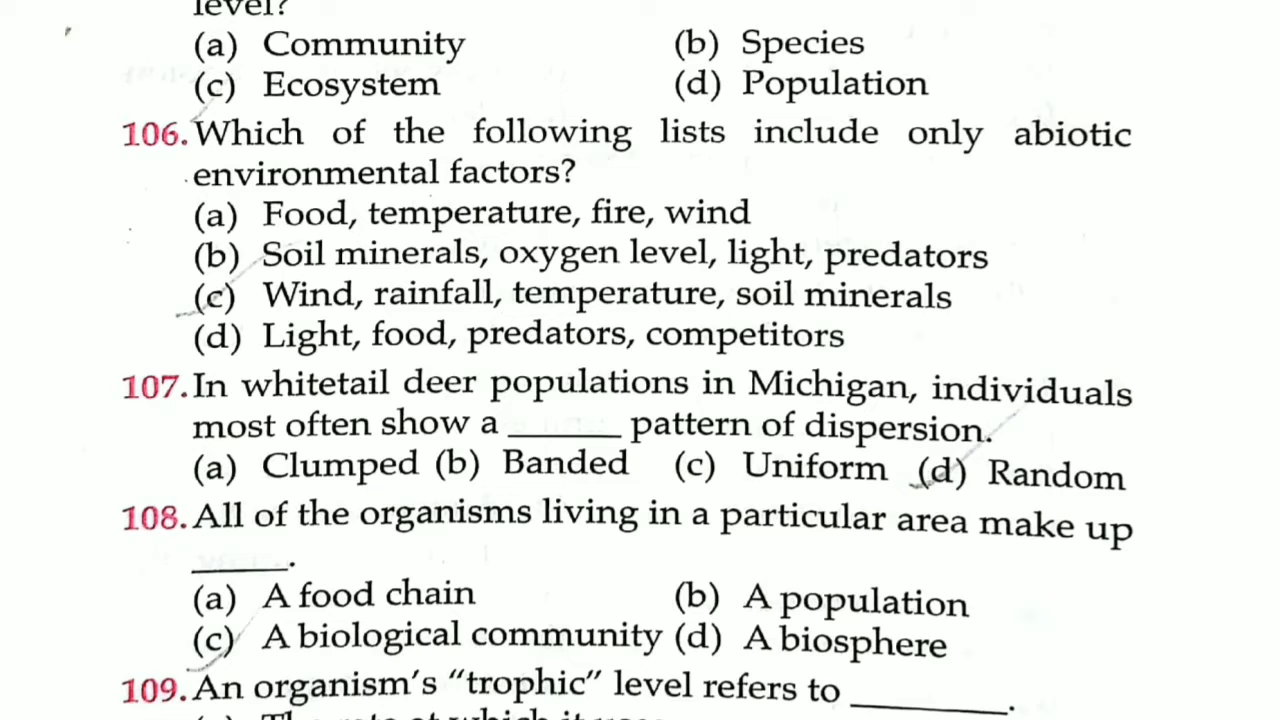 level?
(a) Community (b) Species
(c) Ecosystem (d) Population
106. Which of the following lists include only abiotic
environmental factors?
(a) Food, temperature, fire, wind
(b) Soil minerals, oxygen level, light, predators
(c) Wind, rainfall, temperature, soil minerals
(d) Light, food, predators, competitors
107. In whitetail deer populations in Michigan, individuals
most often show a ______ pattern of dispersion.
(a) Clumped (b) Banded (c) Uniform (d) Random
108. All of the organisms living in a particular area make up
______.
(a) A food chain (b) A population
(c) A biological community (d) A biosphere
109. An organism's "trophic" level refers to ________.